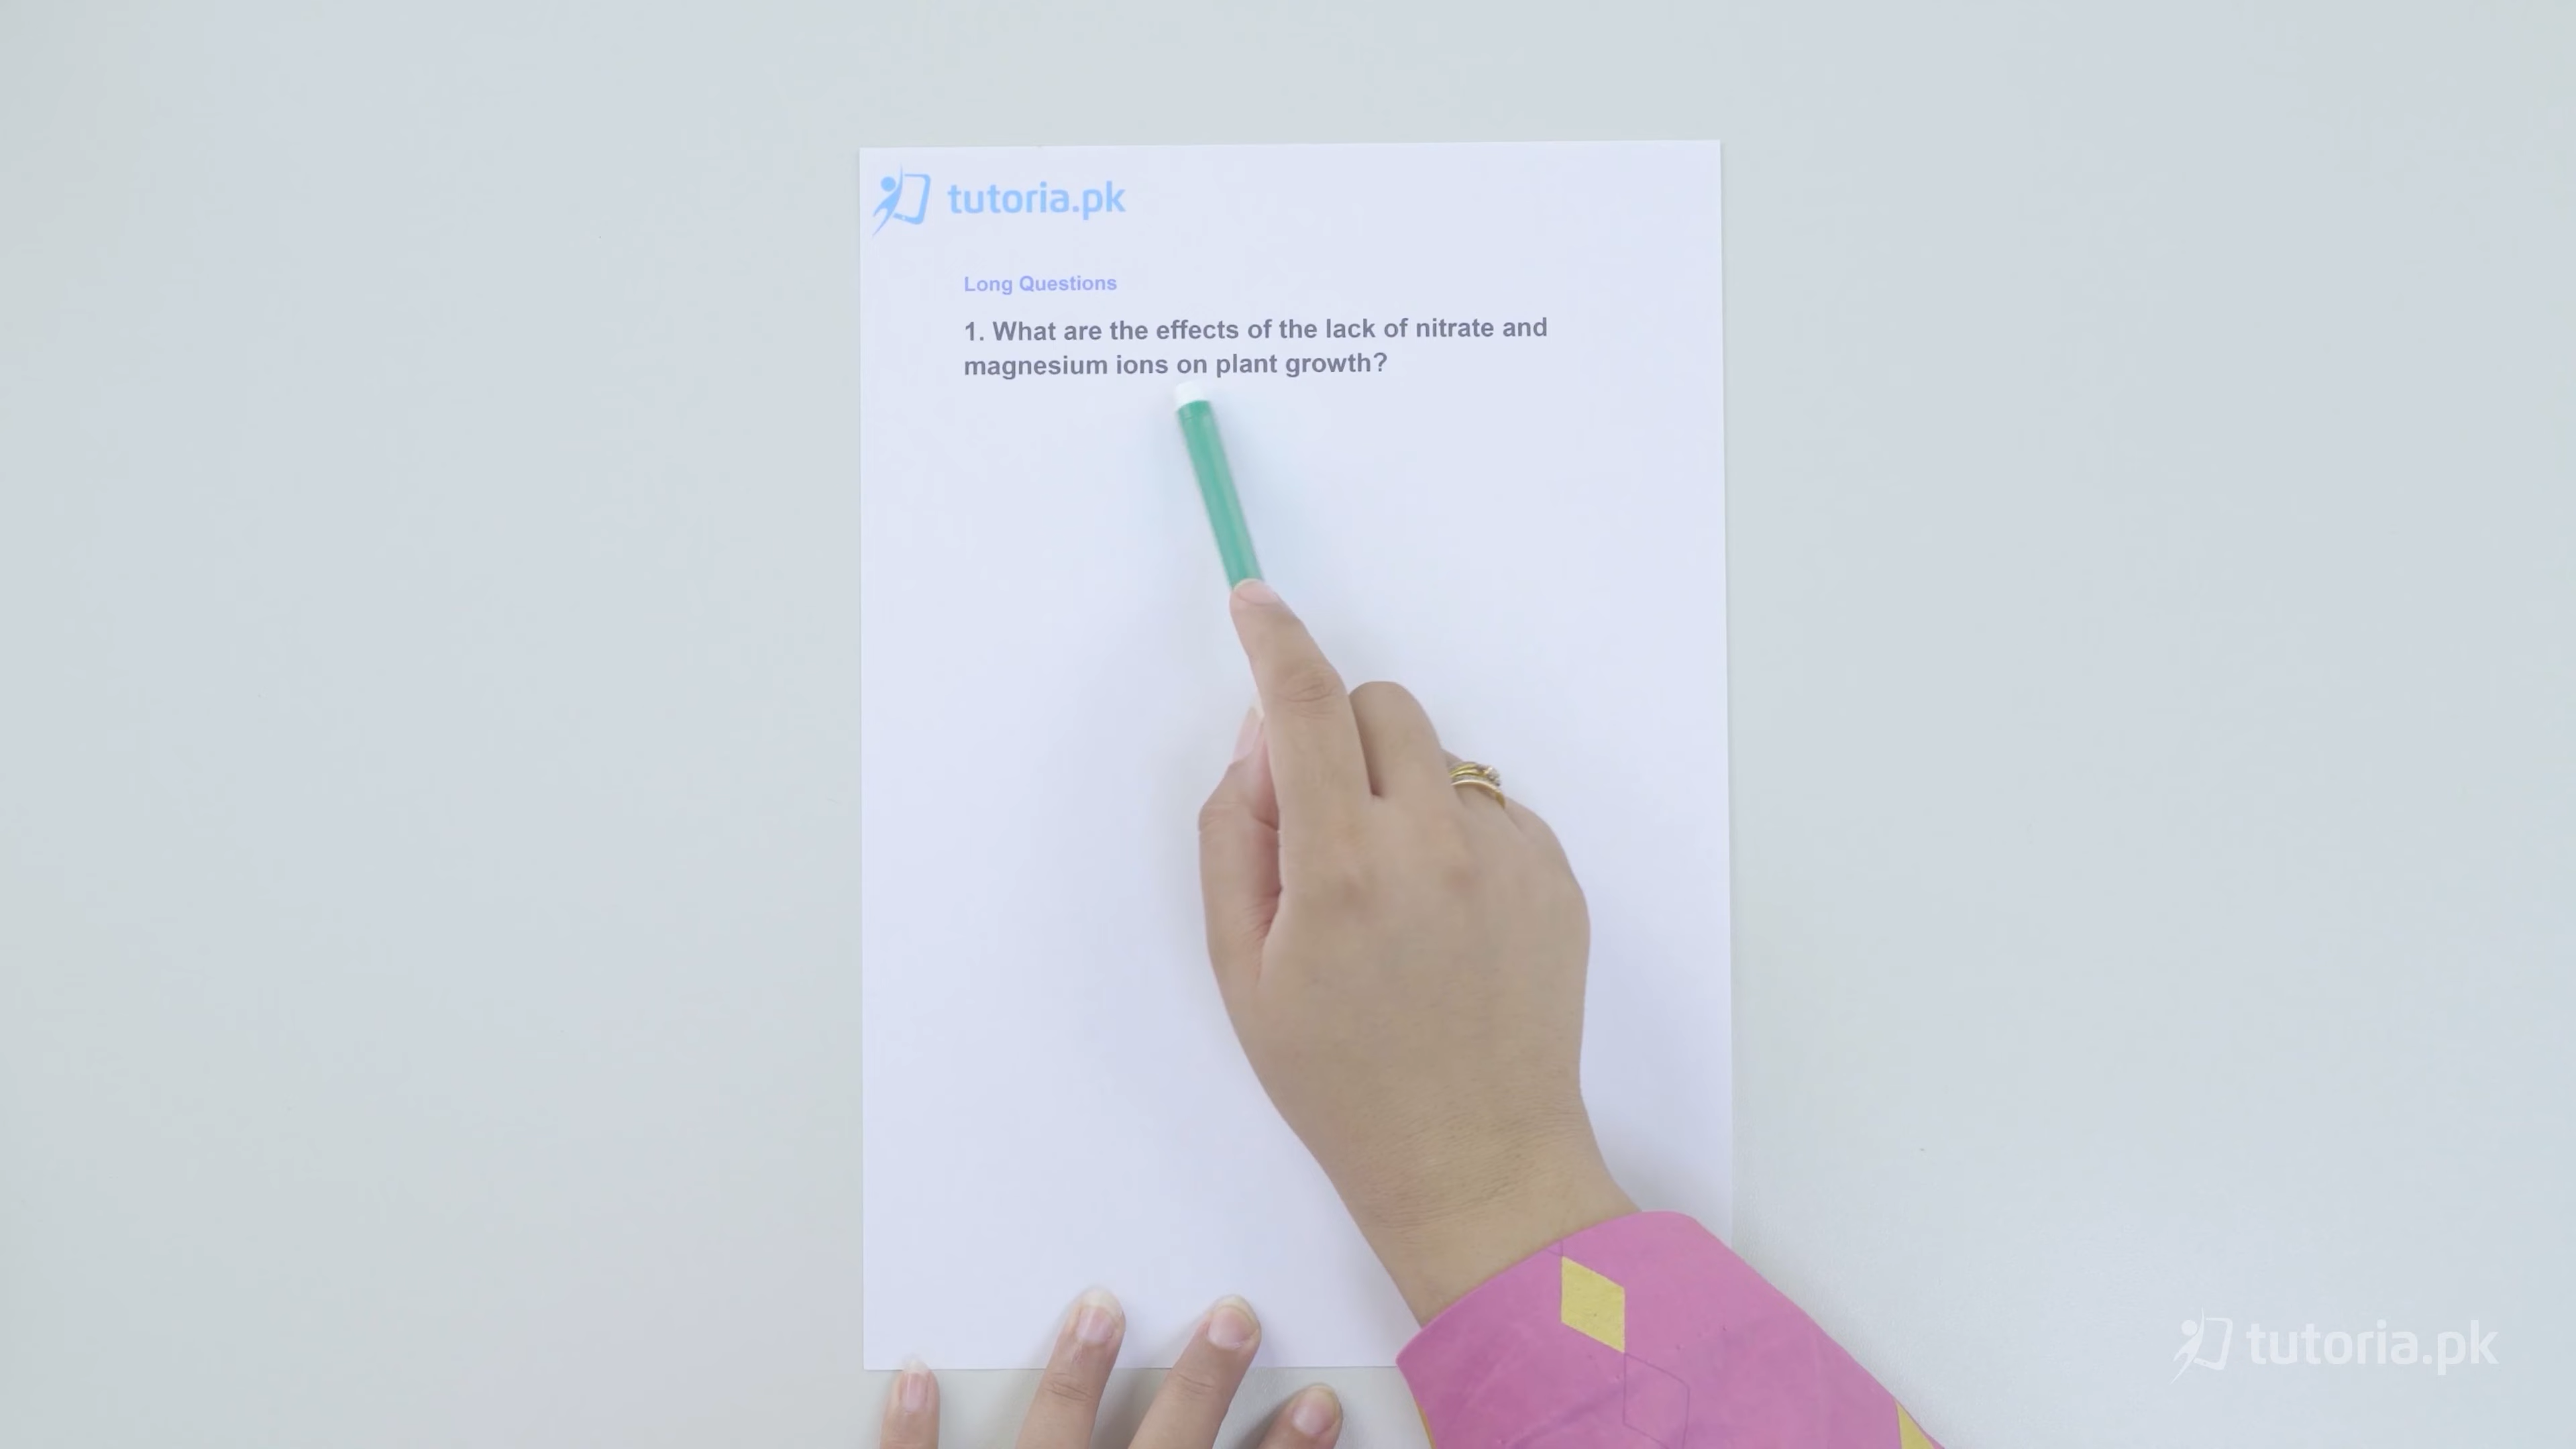 tutoria.pk
Long Questions
1. What are the effects of the lack of nitrate and
magnesium ions on plant growth?
tutoria.pk